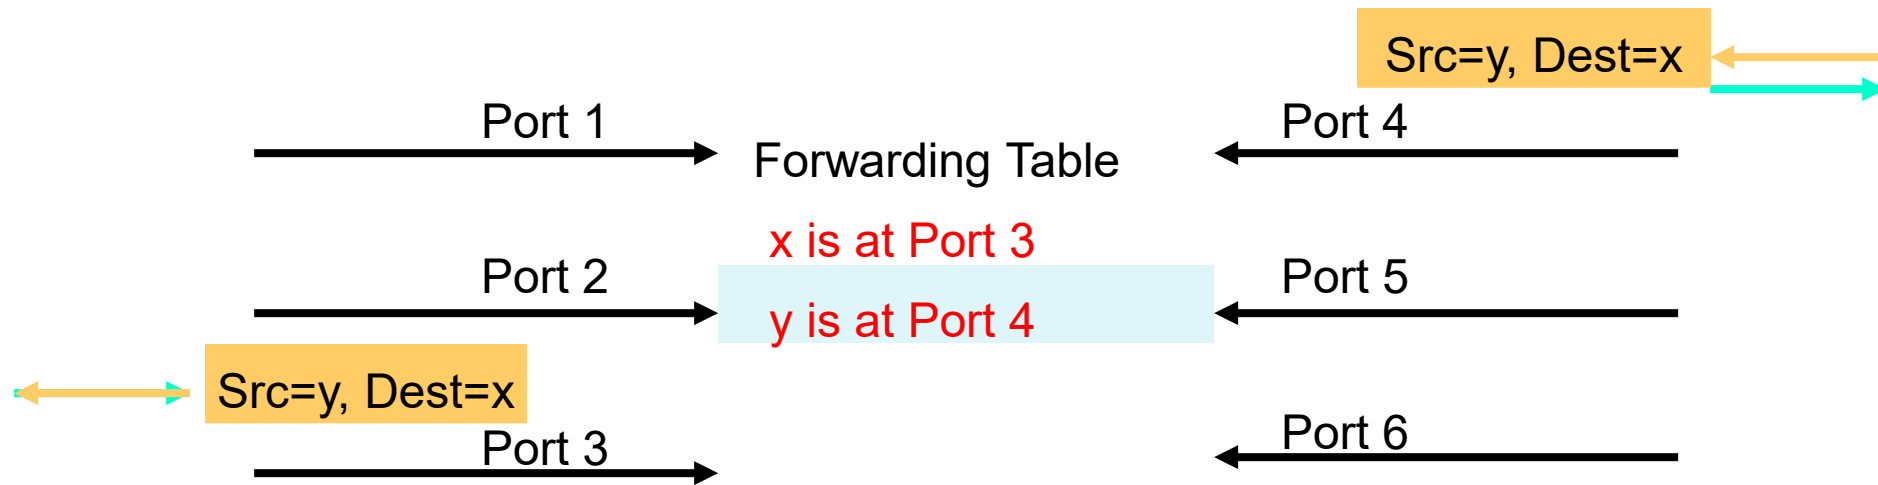 Src=y, Dest=x
Port 1
Port 4
Forwarding Table
x is at Port 3
Port 2
Port 5
y is at Port 4
Src=y, Dest=x
Port 3
Port 6